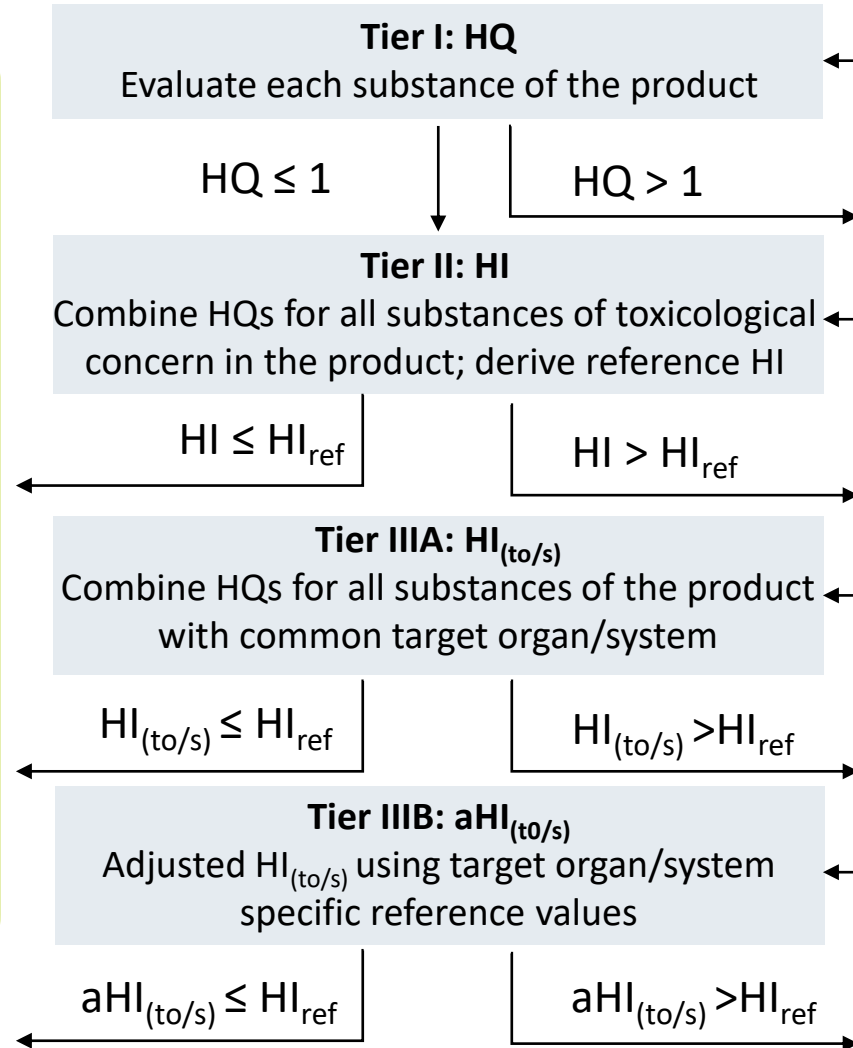 Tier I: HQ
Evaluate each substance of the product
HQ ≤ 1
HQ > 1
Tier II: HI
Combine HQs for all substances of toxicological
concern in the product; derive reference HI
HI ≤ HIref
HI > HIref
Tier IIIA: HI(to/s)
Combine HQs for all substances of the product
with common target organ/system
HI(to/s) ≤ HIref
HI(to/s) >HIref
Tier IIIB: aHI(t0/s)
Adjusted HI(to/s) using target organ/system
specific reference values
aHI(to/s) ≤ HIref
aHI(to/s) >HIref